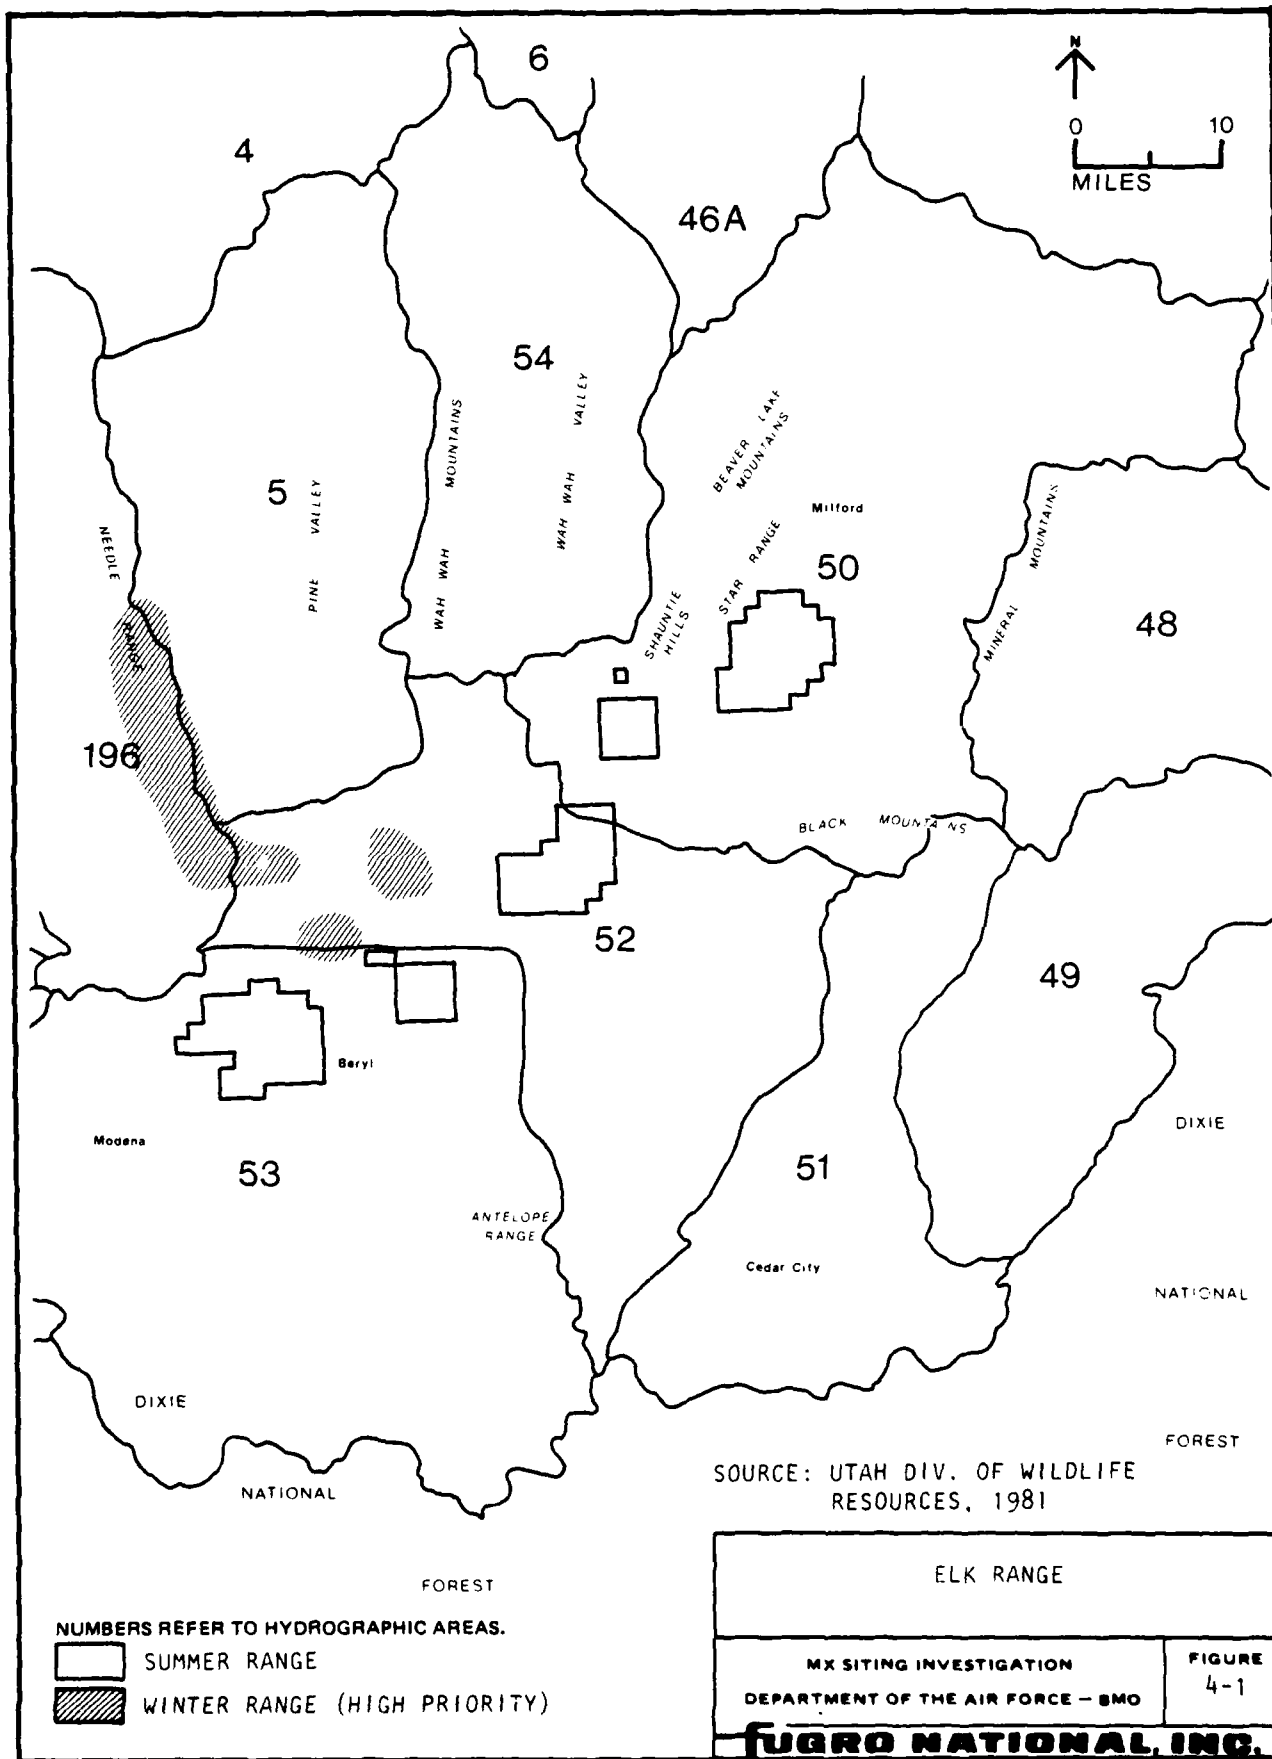 N
6
0 10
MILES
4
46A
54
WAH WAH VALLEY
WAH WAH MOUNTAINS
BEAVER LAKE
MOUNTAINS
5
PINE VALLEY
Milford
NEEDLE RANGE
STAR RANGE
50
MINERAL MOUNTAINS
SHAUNTIE
HILLS
48
196
BLACK MOUNTAINS
52
49
Beryl
DIXIE
Modena
53
51
ANTELOPE
RANGE
Cedar City
NATIONAL
DIXIE
FOREST
NATIONAL
SOURCE: UTAH DIV. OF WILDLIFE
RESOURCES, 1981
FOREST
ELK RANGE
NUMBERS REFER TO HYDROGRAPHIC AREAS.
SUMMER RANGE
WINTER RANGE (HIGH PRIORITY)
MX SITING INVESTIGATION
DEPARTMENT OF THE AIR FORCE – BMO
FIGURE
4-1
FUGRO NATIONAL, INC.